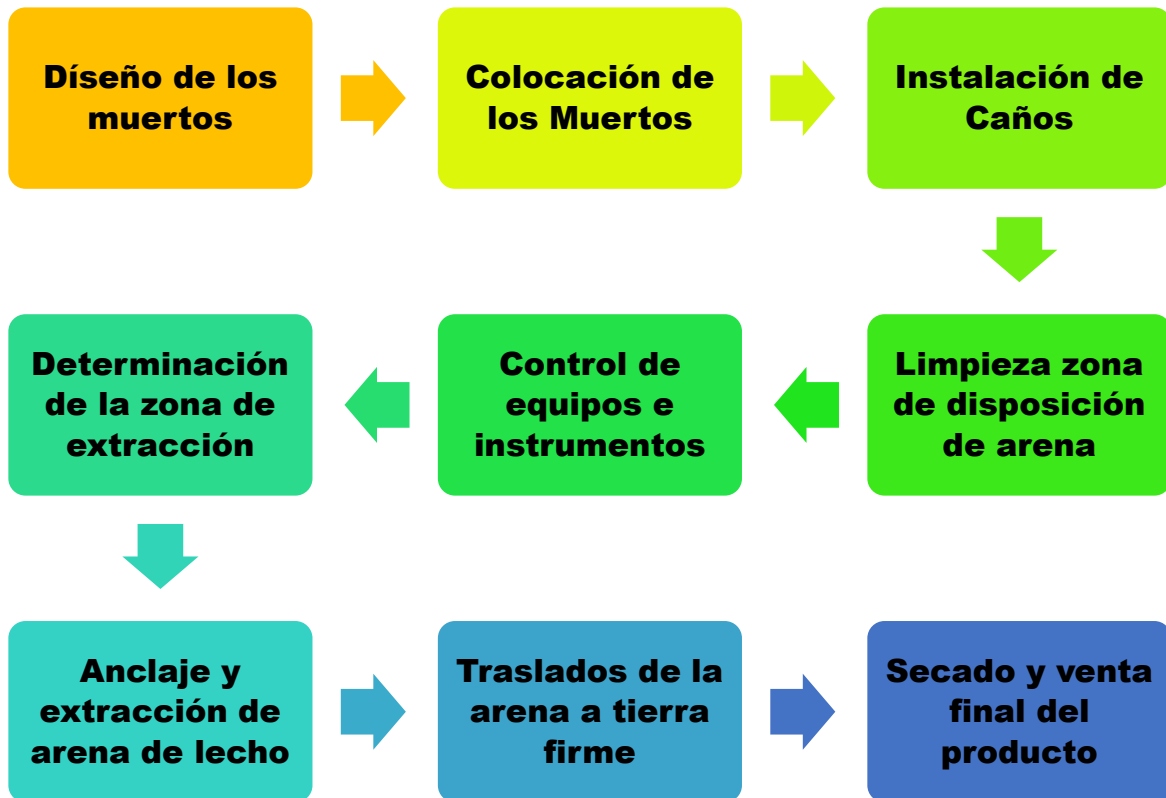 Díseño de los
muertos
Colocación de
los Muertos
Instalación de
Caños
Limpieza zona
de disposición
de arena
Control de
equipos e
instrumentos
Determinación
de la zona de
extracción
Anclaje y
extracción de
arena de lecho
Traslados de la
arena a tierra
firme
Secado y venta
final del
producto